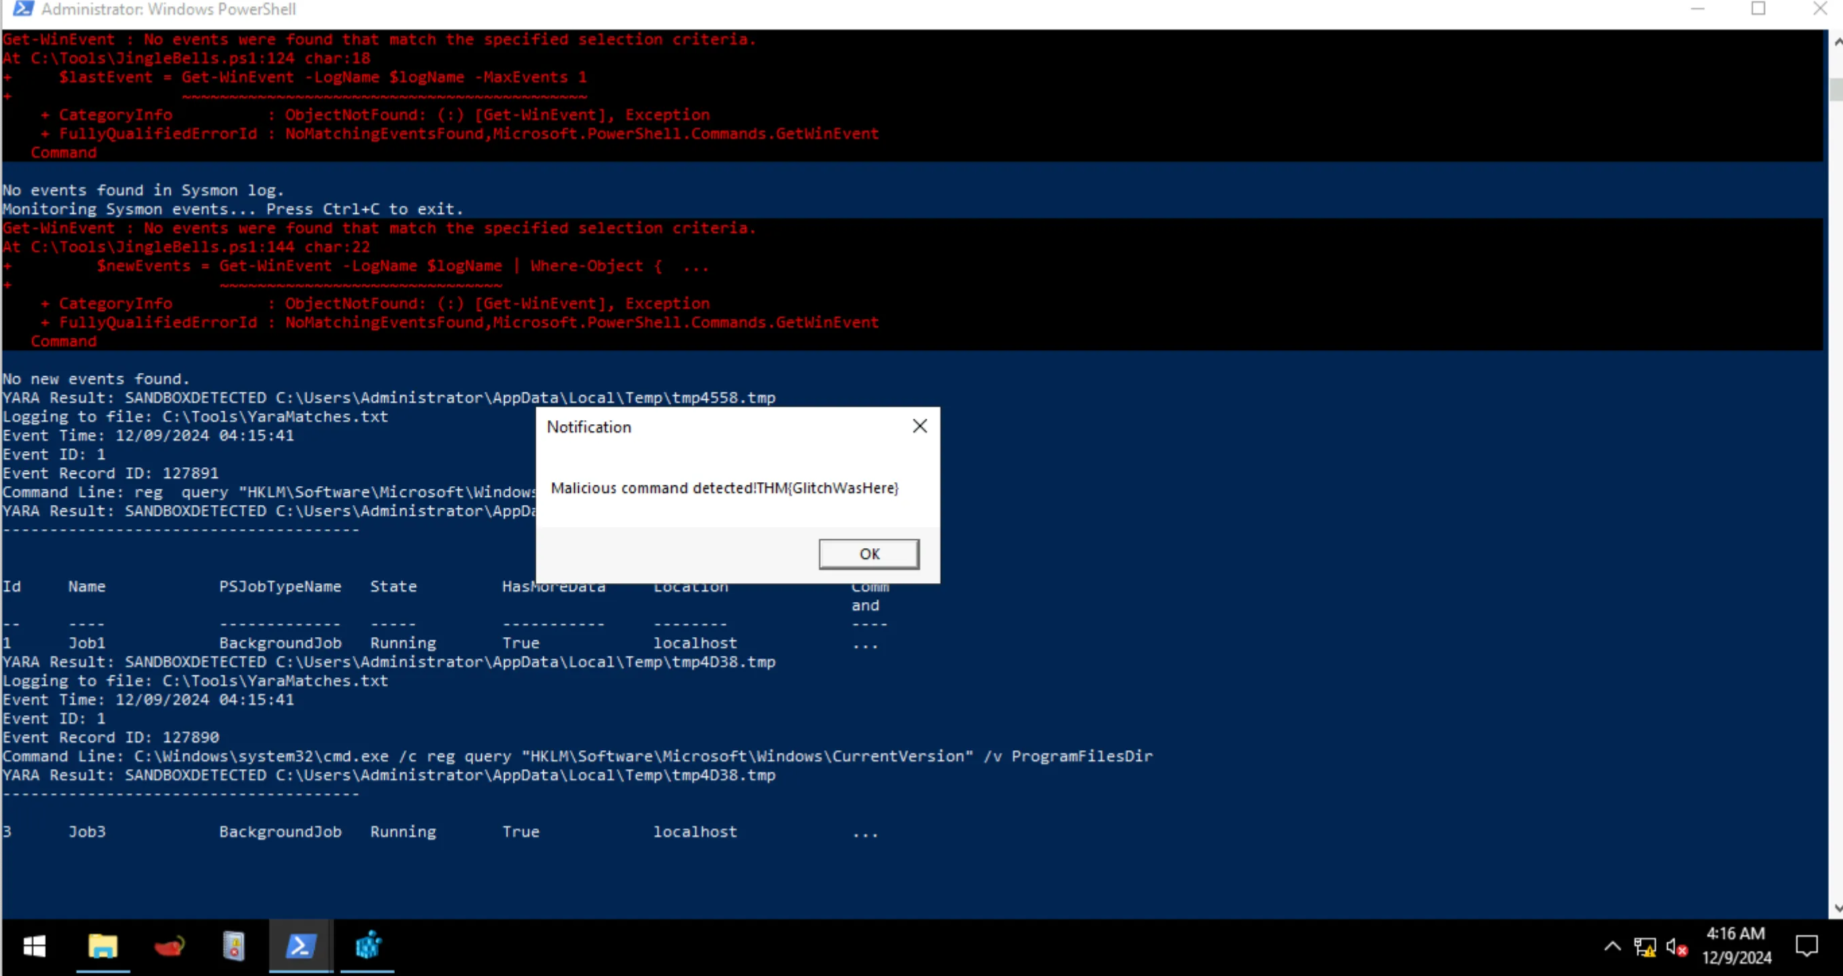 Administrator: Windows PowerShell
Get-WinEvent : No events were found that match the specified selection criteria.
At C:\Tools\JingleBells.ps1:124 char:18
+     $lastEvent = Get-WinEvent -LogName $logName -MaxEvents 1
+                  ~~~~~~~~~~~~~~~~~~~~~~~~~~~~~~~~~~~~~~~~~~~
    + CategoryInfo          : ObjectNotFound: (:) [Get-WinEvent], Exception
    + FullyQualifiedErrorId : NoMatchingEventsFound,Microsoft.PowerShell.Commands.GetWinEvent
   Command
No events found in Sysmon log.
Monitoring Sysmon events... Press Ctrl+C to exit.
Get-WinEvent : No events were found that match the specified selection criteria.
At C:\Tools\JingleBells.ps1:144 char:22
+         $newEvents = Get-WinEvent -LogName $logName | Where-Object {  ...
+                      ~~~~~~~~~~~~~~~~~~~~~~~~~~~~~~
    + CategoryInfo          : ObjectNotFound: (:) [Get-WinEvent], Exception
    + FullyQualifiedErrorId : NoMatchingEventsFound,Microsoft.PowerShell.Commands.GetWinEvent
   Command
No new events found.
YARA Result: SANDBOXDETECTED C:\Users\Administrator\AppData\Local\Temp\tmp4558.tmp
Logging to file: C:\Tools\YaraMatches.txt
Event Time: 12/09/2024 04:15:41
Event ID: 1
Event Record ID: 127891
Command Line: reg  query "HKLM\Software\Microsoft\Windows
YARA Result: SANDBOXDETECTED C:\Users\Administrator\AppDa
--------------------------------------
Notification
Malicious command detected!THM{GlitchWasHere}
OK
Id     Name            PSJobTypeName   State         HasMoreData     Location             Comm
and
--     ----            -------------   -----         -----------     --------             ----
1      Job1            BackgroundJob   Running       True            localhost            ...
YARA Result: SANDBOXDETECTED C:\Users\Administrator\AppData\Local\Temp\tmp4D38.tmp
Logging to file: C:\Tools\YaraMatches.txt
Event Time: 12/09/2024 04:15:41
Event ID: 1
Event Record ID: 127890
Command Line: C:\Windows\system32\cmd.exe /c reg query "HKLM\Software\Microsoft\Windows\CurrentVersion" /v ProgramFilesDir
YARA Result: SANDBOXDETECTED C:\Users\Administrator\AppData\Local\Temp\tmp4D38.tmp
--------------------------------------
3      Job3            BackgroundJob   Running       True            localhost            ...
4:16 AM
12/9/2024